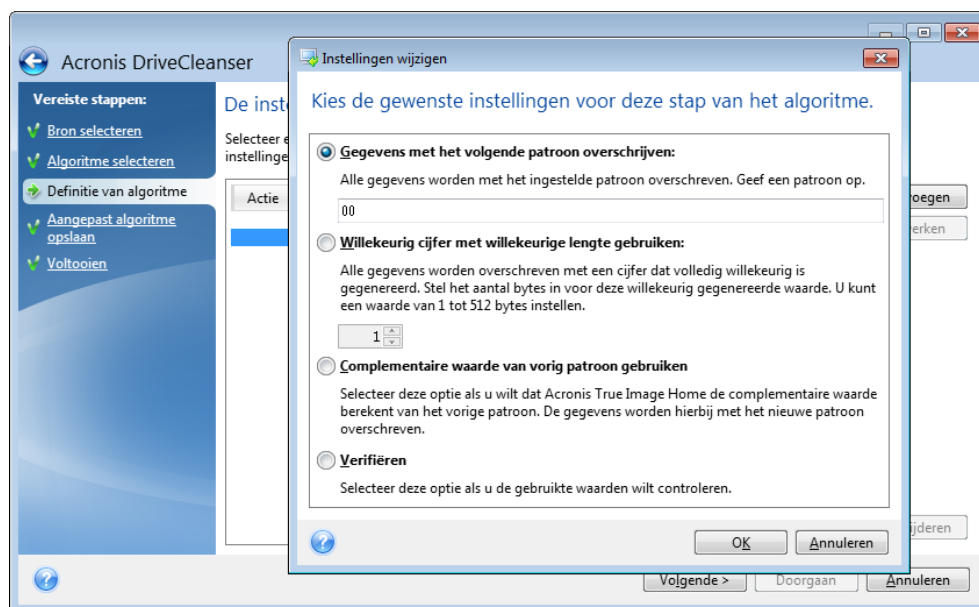 Acronis DriveCleanser
Vereiste stappen:
Bron selecteren
Algoritme selecteren
Definitie van algoritme
Aangepast algoritme
opslaan
Voltooien
De
Selecteer
Actie
Instellingen wijzigen
Kies de gewenste instellingen voor deze stap van het algoritme.
Gegevens met het volgende patroon overschrijven:
Alle gegevens worden met het ingestelde patroon overschreven. Geef een patroon op.
00
Willekeurig cijfer met willekeurige lengte gebruiken:
Alle gegevens worden overschreven met een cijfer dat volledig willekeurig is
gegenereerd. Stel het aantal bytes in voor deze willekeurig gegenereerde waarde. U kunt
een waarde van 1 tot 512 bytes instellen.
1
Complementaire waarde van vorig patroon gebruiken
Selecteer deze optie als u wilt dat Acronis True Image Home de complementaire waarde
berekent van het vorige patroon. De gegevens worden hierbij met het nieuwe patroon
overschreven.
Verifiëren
Selecteer deze optie als u de gebruikte waarden wilt controleren.
OK
Annuleren
Volgende >
Doorgaan
Annuleren